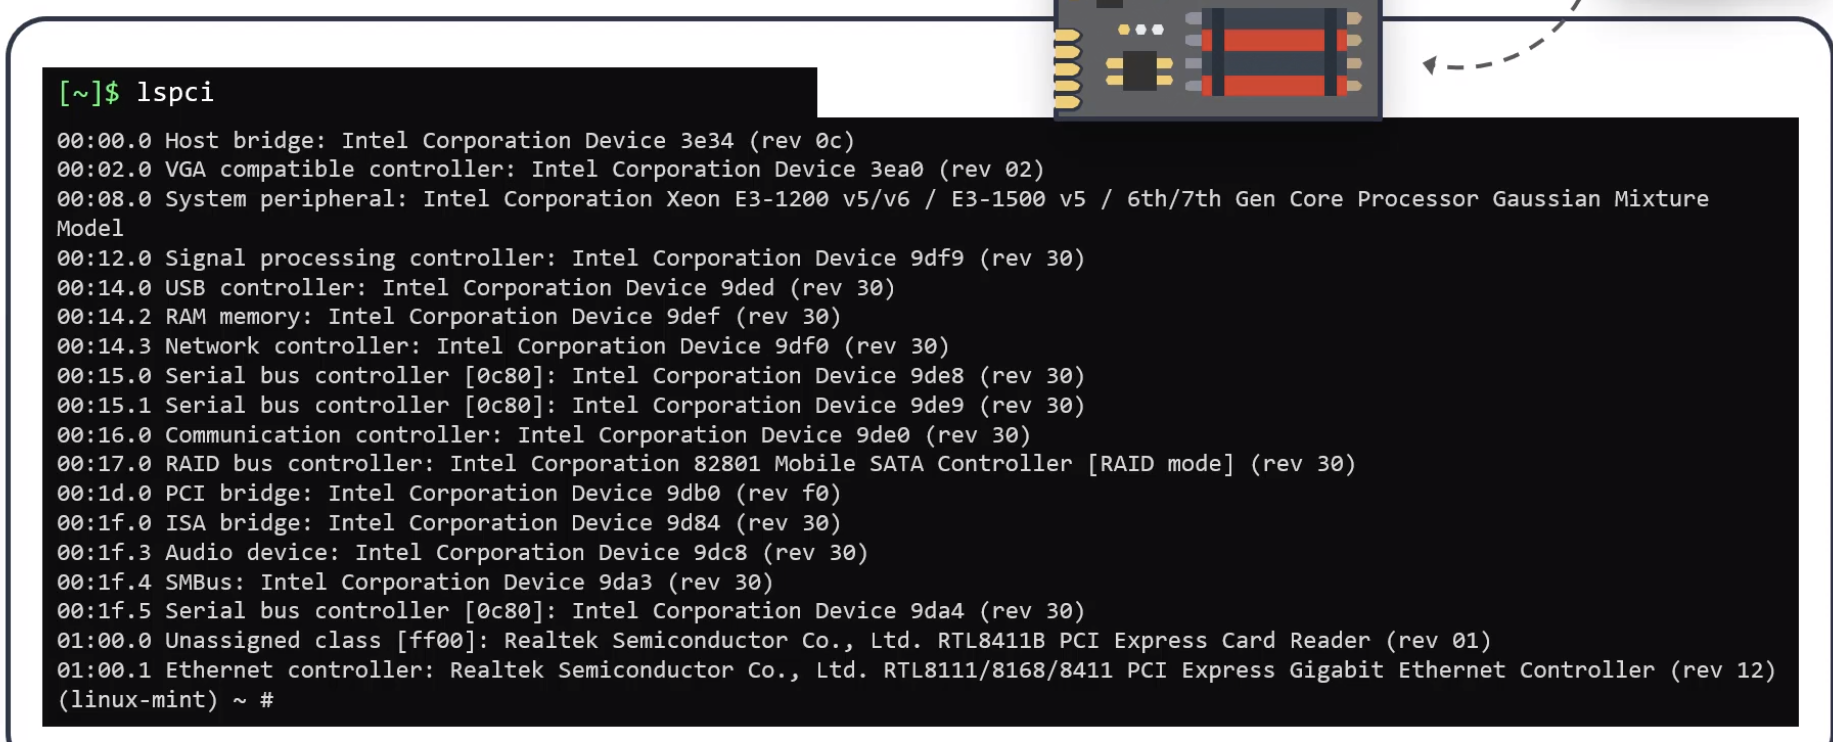 [~]$ lspci
00:00.0 Host bridge: Intel Corporation Device 3e34 (rev 0c)
00:02.0 VGA compatible controller: Intel Corporation Device 3ea0 (rev 02)
00:08.0 System peripheral: Intel Corporation Xeon E3-1200 v5/v6 / E3-1500 v5 / 6th/7th Gen Core Processor Gaussian Mixture
Model
00:12.0 Signal processing controller: Intel Corporation Device 9df9 (rev 30)
00:14.0 USB controller: Intel Corporation Device 9ded (rev 30)
00:14.2 RAM memory: Intel Corporation Device 9def (rev 30)
00:14.3 Network controller: Intel Corporation Device 9df0 (rev 30)
00:15.0 Serial bus controller [0c80]: Intel Corporation Device 9de8 (rev 30)
00:15.1 Serial bus controller [0c80]: Intel Corporation Device 9de9 (rev 30)
00:16.0 Communication controller: Intel Corporation Device 9de0 (rev 30)
00:17.0 RAID bus controller: Intel Corporation 82801 Mobile SATA Controller [RAID mode] (rev 30)
00:1d.0 PCI bridge: Intel Corporation Device 9db0 (rev f0)
00:1f.0 ISA bridge: Intel Corporation Device 9d84 (rev 30)
00:1f.3 Audio device: Intel Corporation Device 9dc8 (rev 30)
00:1f.4 SMBus: Intel Corporation Device 9da3 (rev 30)
00:1f.5 Serial bus controller [0c80]: Intel Corporation Device 9da4 (rev 30)
01:00.0 Unassigned class [ff00]: Realtek Semiconductor Co., Ltd. RTL8411B PCI Express Card Reader (rev 01)
01:00.1 Ethernet controller: Realtek Semiconductor Co., Ltd. RTL8111/8168/8411 PCI Express Gigabit Ethernet Controller (rev 12)
(linux-mint) ~ #